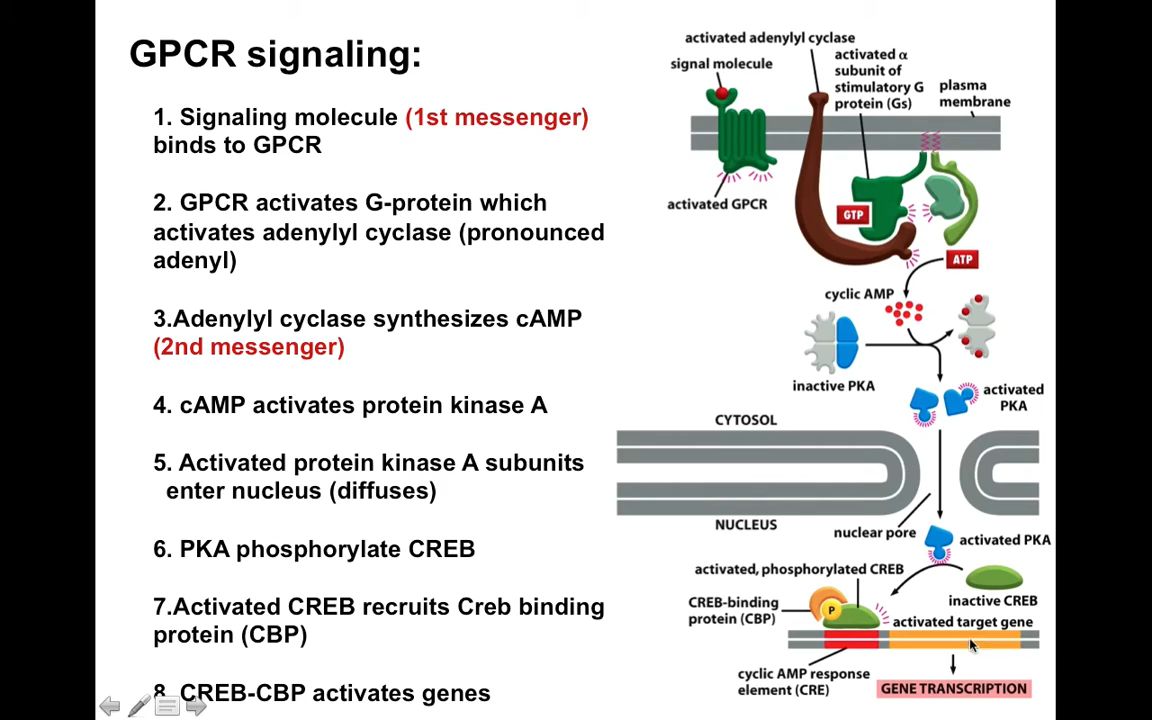 GPCR signaling:
1. Signaling molecule (1st messenger)
binds to GPCR
2. GPCR activates G-protein which
activates adenylyl cyclase (pronounced
adenyl)
3.Adenylyl cyclase synthesizes cAMP
(2nd messenger)
4. cAMP activates protein kinase A
5. Activated protein kinase A subunits
enter nucleus (diffuses)
6. PKA phosphorylate CREB
7.Activated CREB recruits Creb binding
protein (CBP)
8. CREB-CBP activates genes
activated adenylyl cyclase
signal molecule
activated α
subunit of
stimulatory G
protein (Gs)
plasma
membrane
activated GPCR
GTP
ATP
cyclic AMP
inactive PKA
activated
PKA
CYTOSOL
NUCLEUS
nuclear pore
activated PKA
activated, phosphorylated CREB
inactive CREB
CREB-binding
protein (CBP)
P
activated target gene
cyclic AMP response
element (CRE)
GENE TRANSCRIPTION